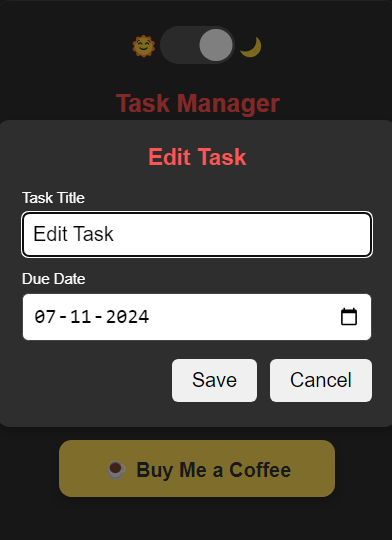 Task Manager
Edit Task
Task Title
Edit Task
Due Date
07-11-2024
Save Cancel
Buy Me a Coffee